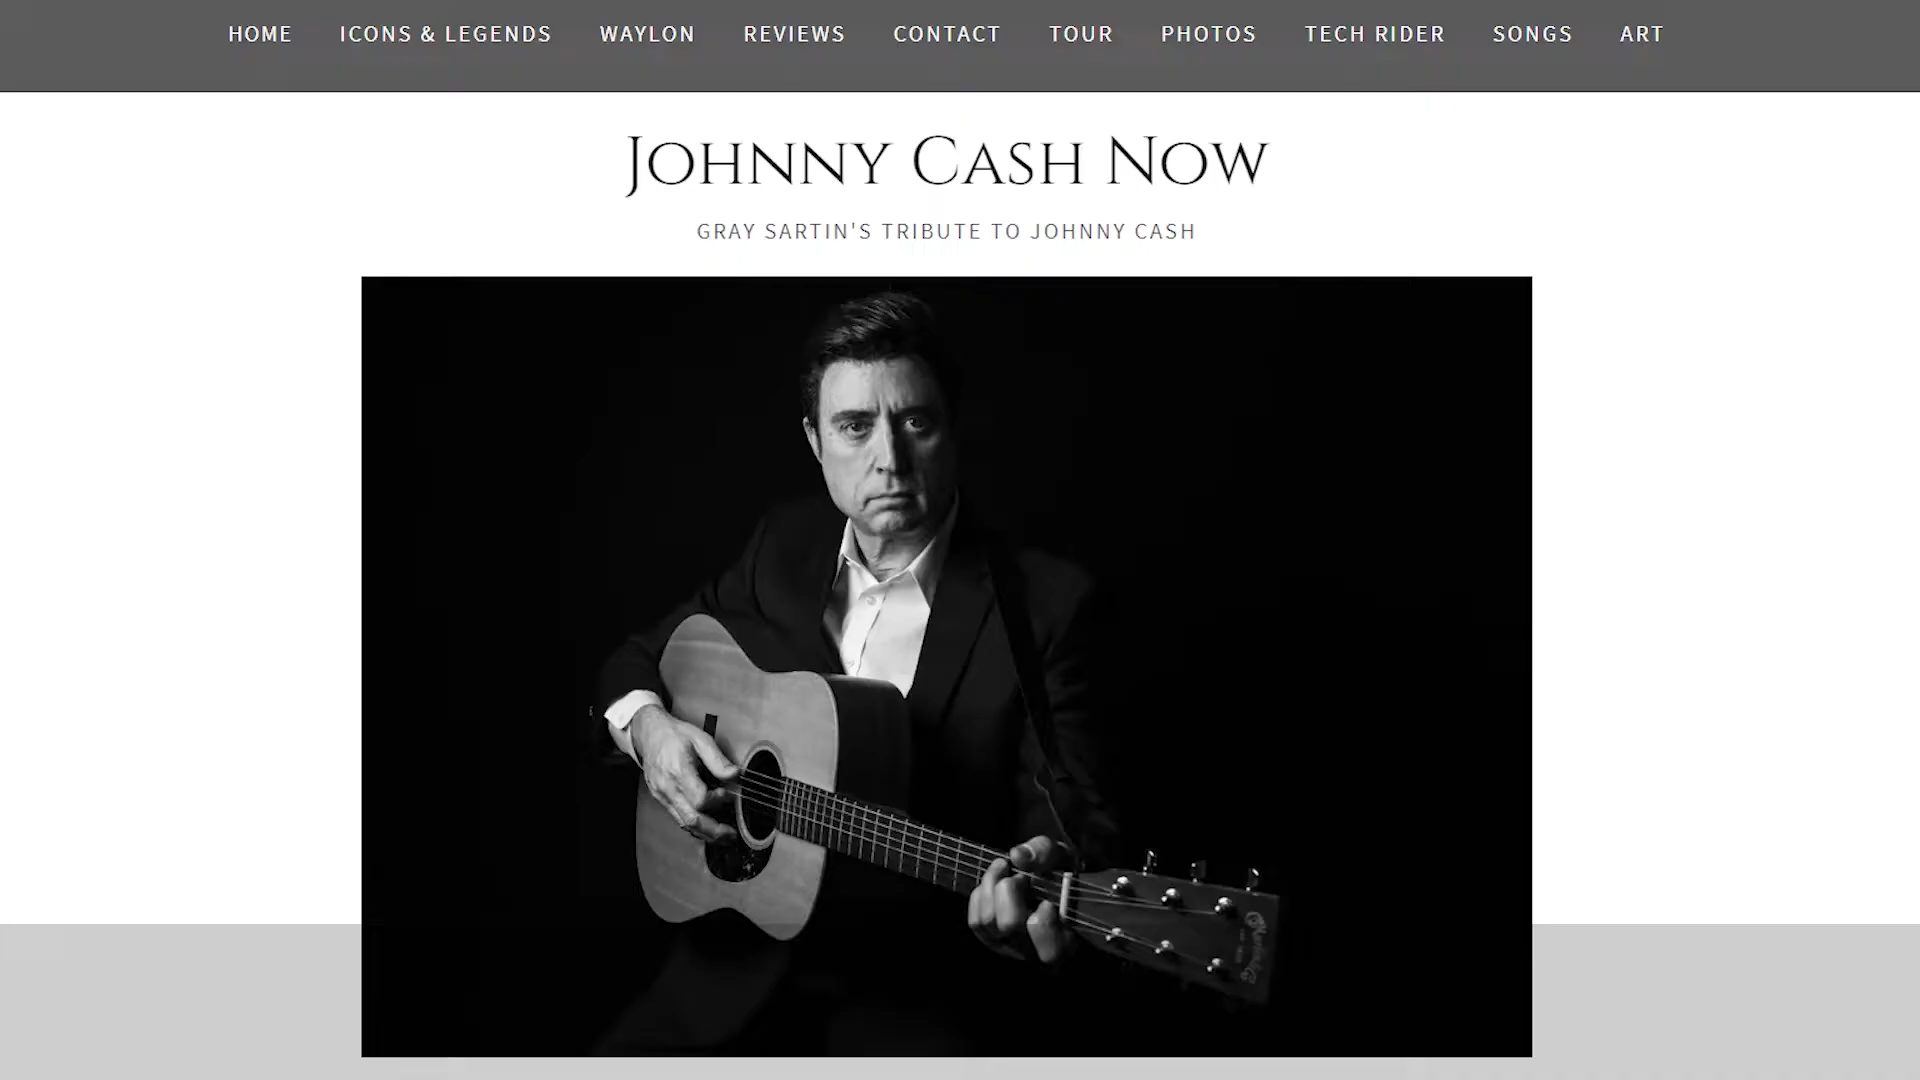 HOME ICONS & LEGENDS WAYLON REVIEWS CONTACT TOUR PHOTOS TECH RIDER SONGS ART
Johnny Cash Now
GRAY SARTIN'S TRIBUTE TO JOHNNY CASH